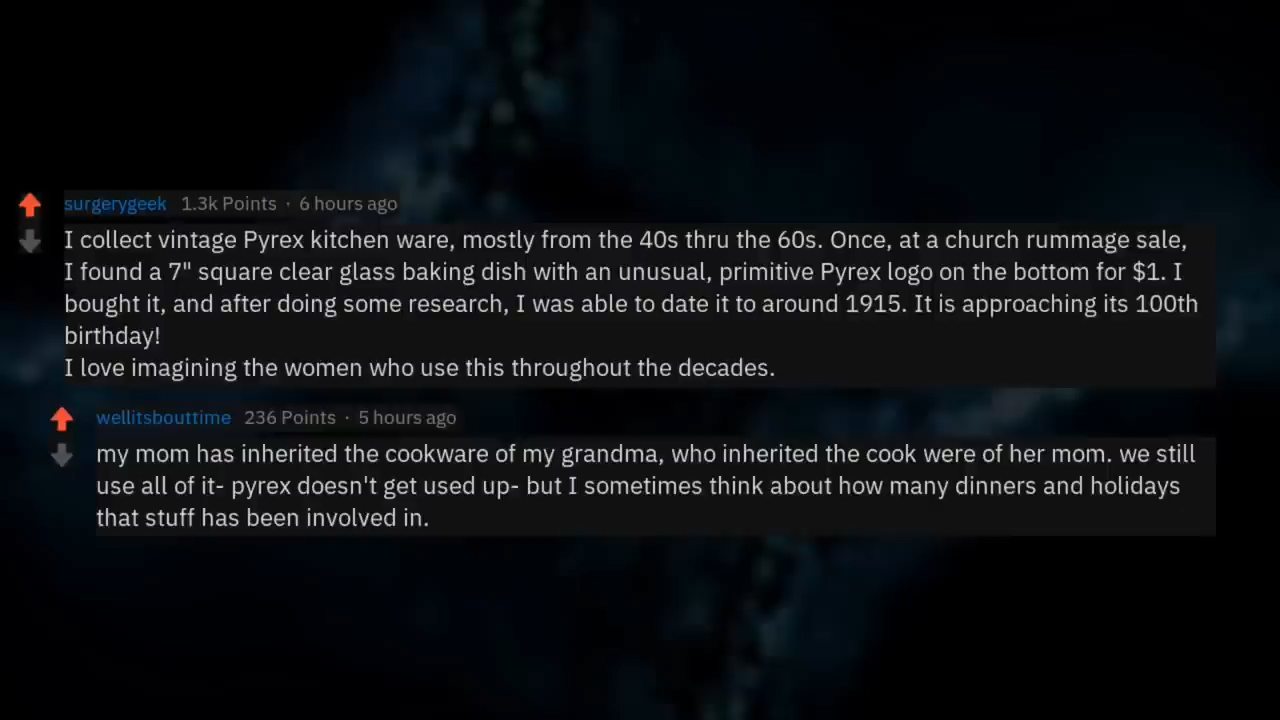 surgerygeek 1.3k Points · 6 hours ago
I collect vintage Pyrex kitchen ware, mostly from the 40s thru the 60s. Once, at a church rummage sale,
I found a 7" square clear glass baking dish with an unusual, primitive Pyrex logo on the bottom for $1. I
bought it, and after doing some research, I was able to date it to around 1915. It is approaching its 100th
birthday!
I love imagining the women who use this throughout the decades.
wellitsbouttime 236 Points · 5 hours ago
my mom has inherited the cookware of my grandma, who inherited the cook were of her mom. we still
use all of it- pyrex doesn't get used up- but I sometimes think about how many dinners and holidays
that stuff has been involved in.